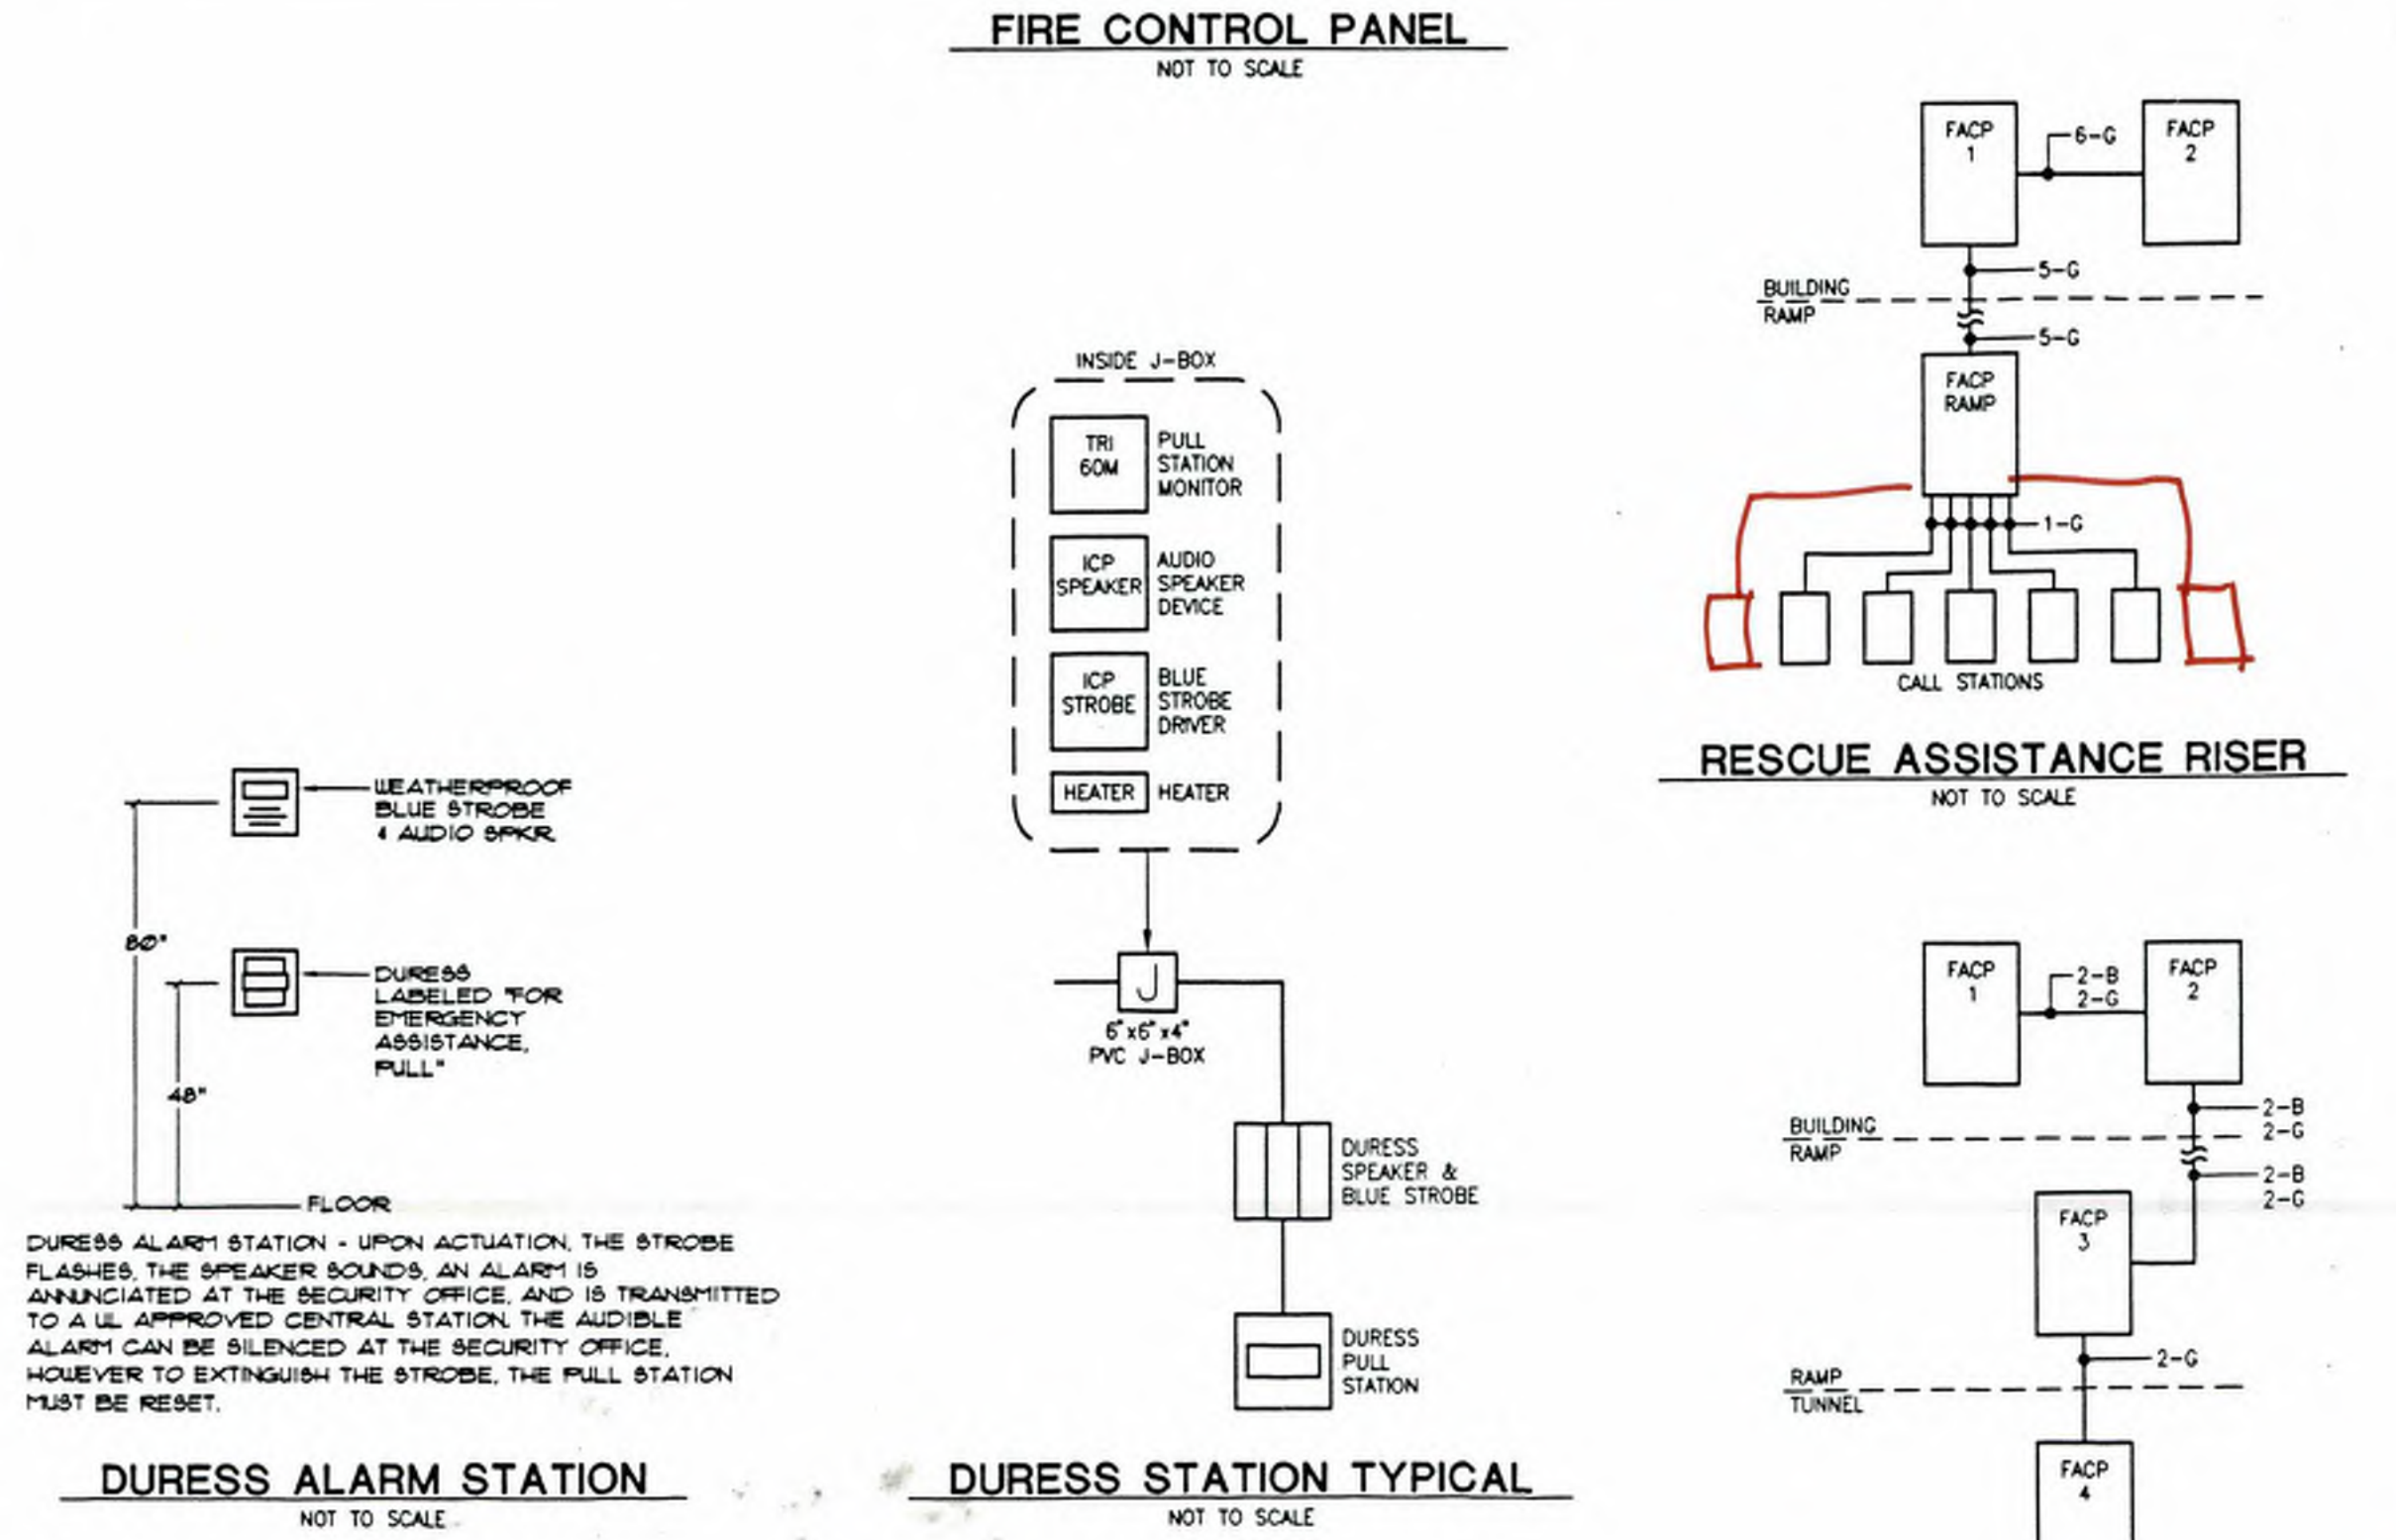 FIRE CONTROL PANEL
NOT TO SCALE
FACP
1
6-G
FACP
2
5-G
BUILDING
RAMP
5-G
FACP
RAMP
1-G
CALL STATIONS
RESCUE ASSISTANCE RISER
NOT TO SCALE
INSIDE J-BOX
TRI
60M
PULL
STATION
MONITOR
ICP
SPEAKER
AUDIO
SPEAKER
DEVICE
ICP
STROBE
BLUE
STROBE
DRIVER
HEATER
HEATER
J
6"x6"x4"
PVC J-BOX
DURESS
SPEAKER &
BLUE STROBE
DURESS
PULL
STATION
DURESS STATION TYPICAL
NOT TO SCALE
WEATHERPROOF
BLUE STROBE
& AUDIO SPKR
80"
DURESS
LABELED "FOR
EMERGENCY
ASSISTANCE,
PULL"
48"
FLOOR
DURESS ALARM STATION - UPON ACTUATION, THE STROBE
FLASHES, THE SPEAKER SOUNDS, AN ALARM IS
ANNUNCIATED AT THE SECURITY OFFICE, AND IS TRANSMITTED
TO A UL APPROVED CENTRAL STATION. THE AUDIBLE
ALARM CAN BE SILENCED AT THE SECURITY OFFICE,
HOWEVER TO EXTINGUISH THE STROBE, THE PULL STATION
MUST BE RESET.
DURESS ALARM STATION
NOT TO SCALE
FACP
1
2-B
2-G
FACP
2
2-B
2-G
BUILDING
RAMP
2-B
2-G
FACP
3
2-G
RAMP
TUNNEL
FACP
4